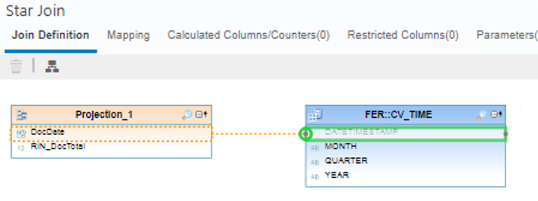 Star Join
Join Definition Mapping Calculated Columns/Counters(0) Restricted Columns(0) Parameters(
Projection_1
DocDate
RIN_DocTotal
FER::CV_TIME
DATETIMESTAMP
MONTH
QUARTER
YEAR